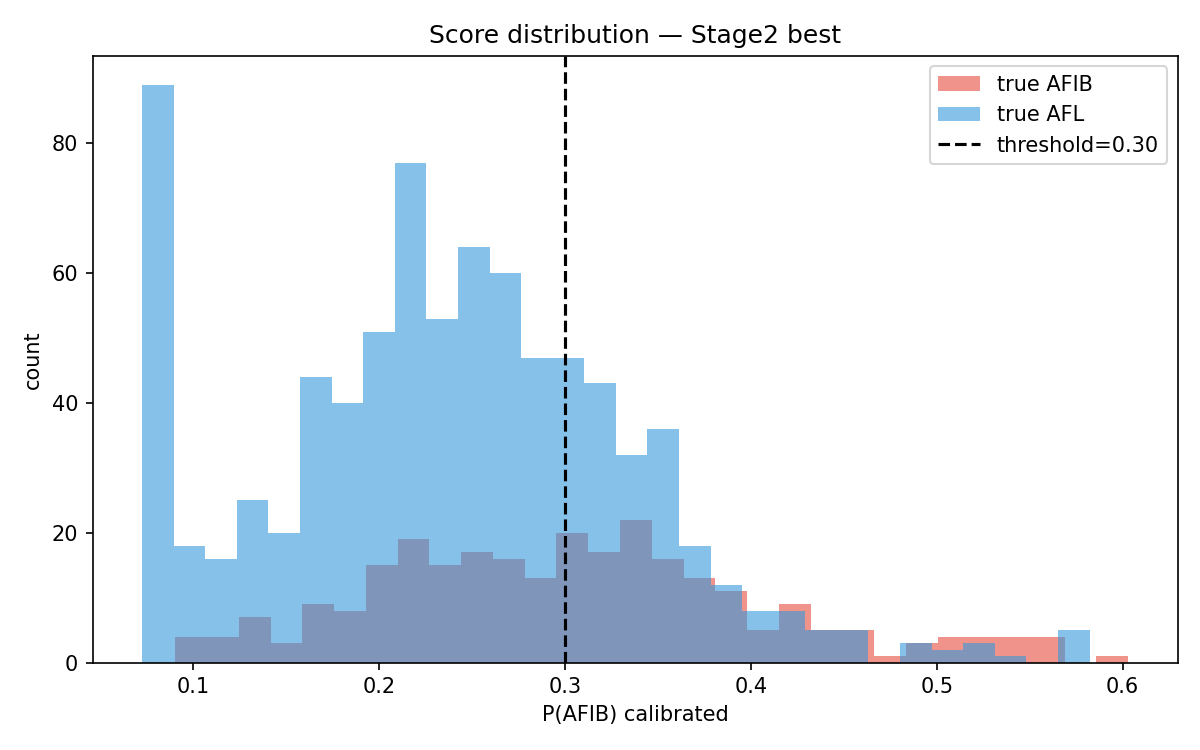 Score distribution — Stage2 best
true AFIB
true AFL
threshold=0.30
count
80
60
40
20
0
0.1 0.2 0.3 0.4 0.5 0.6
P(AFIB) calibrated